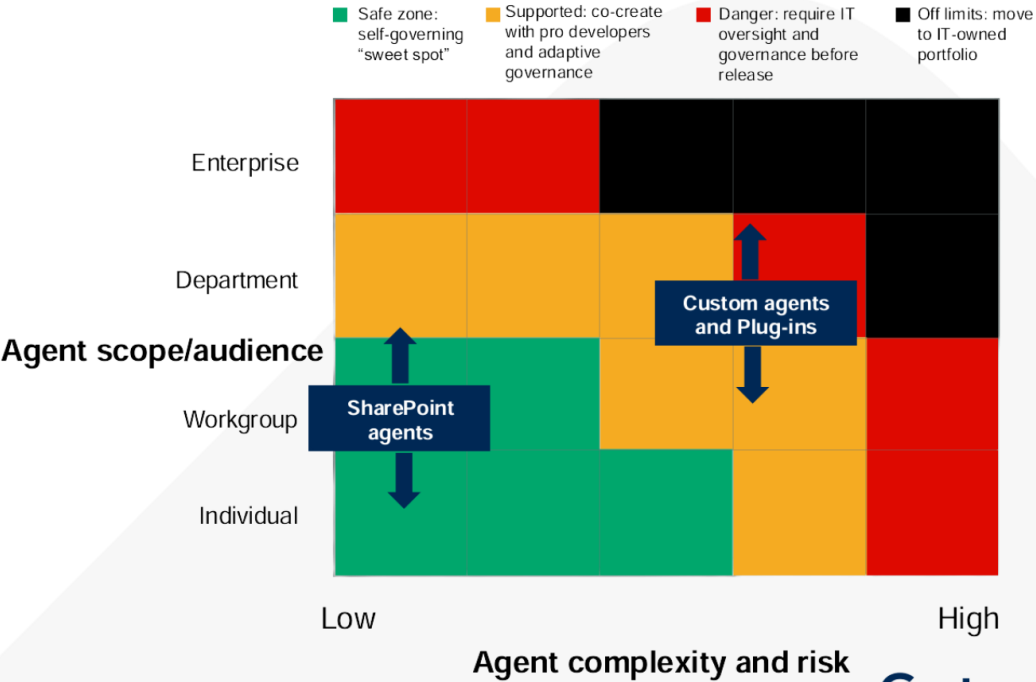 Safe zone:
self-governing
“sweet spot”
Supported: co-create
with pro developers
and adaptive
governance
Danger: require IT
oversight and
governance before
release
Off limits: move
to IT-owned
portfolio
Enterprise
Department
Agent scope/audience
Workgroup
Individual
Custom agents
and Plug-ins
SharePoint
agents
Low
High
Agent complexity and risk